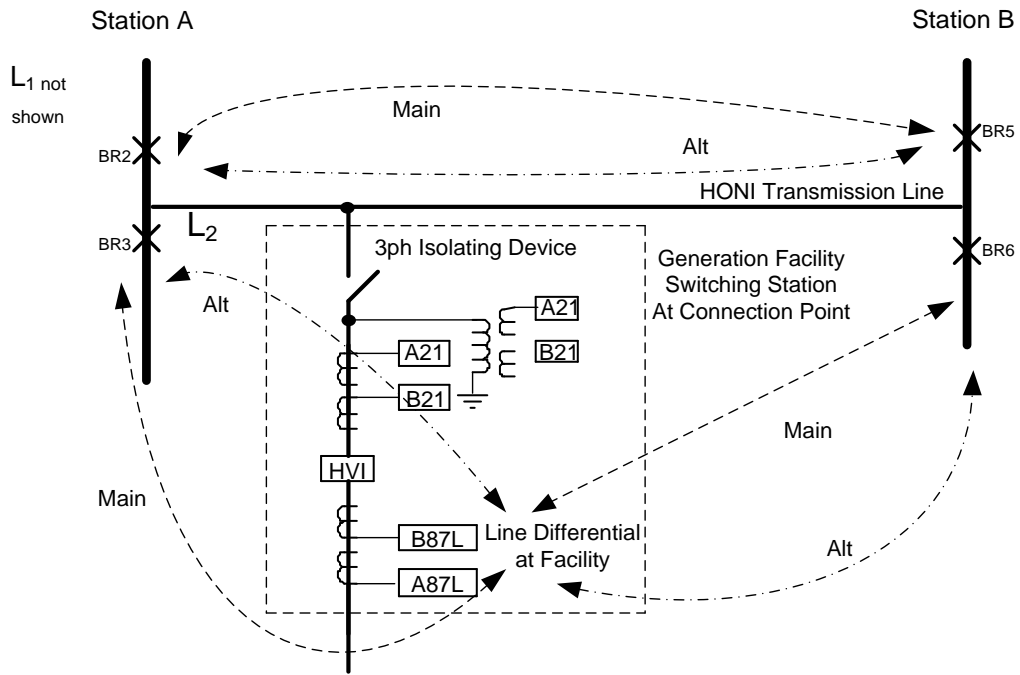 Station A
Station B
L1 not
shown
Main
BR2
BR5
Alt
HONI Transmission Line
L2
BR3
BR6
3ph Isolating Device
Generation Facility
Switching Station
At Connection Point
Alt
A21
A21
B21
B21
Main
HVI
Main
B87L
Line Differential
at Facility
Alt
A87L